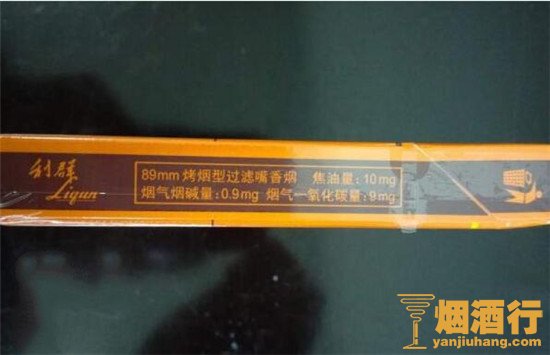 利群
Liqun
89mm 烤烟型过滤嘴香烟 焦油量:10mg
烟气烟碱量:0.9mg 烟气一氧化碳量:9mg
烟酒行
yanjiuhang.com